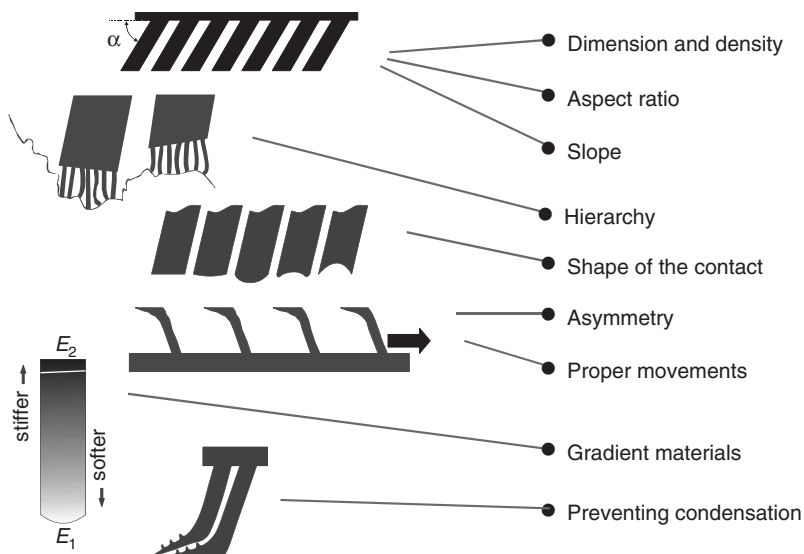 α
Dimension and density
Aspect ratio
Slope
Hierarchy
Shape of the contact
Asymmetry
Proper movements
E2
stiffer
softer
E1
Gradient materials
Preventing condensation